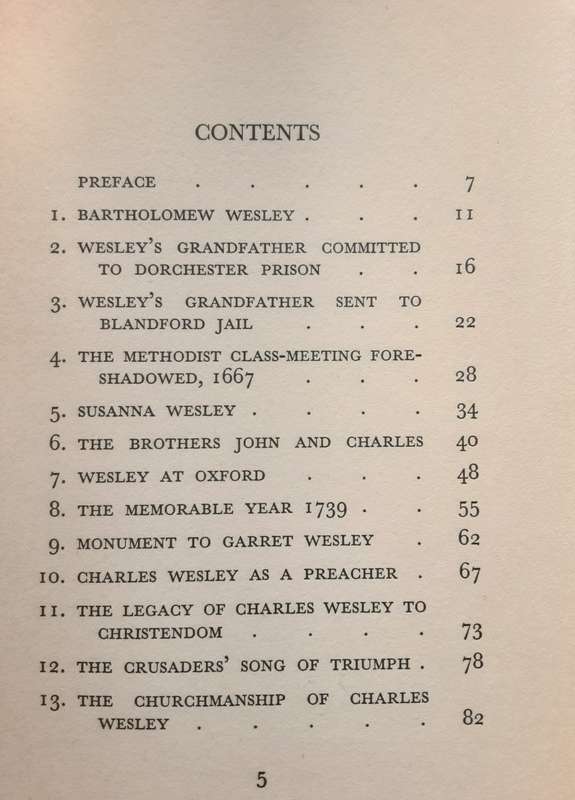 CONTENTS
PREFACE . . . . . 7
1. BARTHOLOMEW WESLEY . . . 11
2. WESLEY'S GRANDFATHER COMMITTED
TO DORCHESTER PRISON . . 16
3. WESLEY'S GRANDFATHER SENT TO
BLANDFORD JAIL . . . 22
4. THE METHODIST CLASS-MEETING FORE-
SHADOWED, 1667 . . . 28
5. SUSANNA WESLEY . . . . 34
6. THE BROTHERS JOHN AND CHARLES 40
7. WESLEY AT OXFORD . . . 48
8. THE MEMORABLE YEAR 1739 . . 55
9. MONUMENT TO GARRET WESLEY . 62
10. CHARLES WESLEY AS A PREACHER . 67
11. THE LEGACY OF CHARLES WESLEY TO
CHRISTENDOM . . . . 73
12. THE CRUSADERS' SONG OF TRIUMPH . 78
13. THE CHURCHMANSHIP OF CHARLES
WESLEY . . . . . 82
5